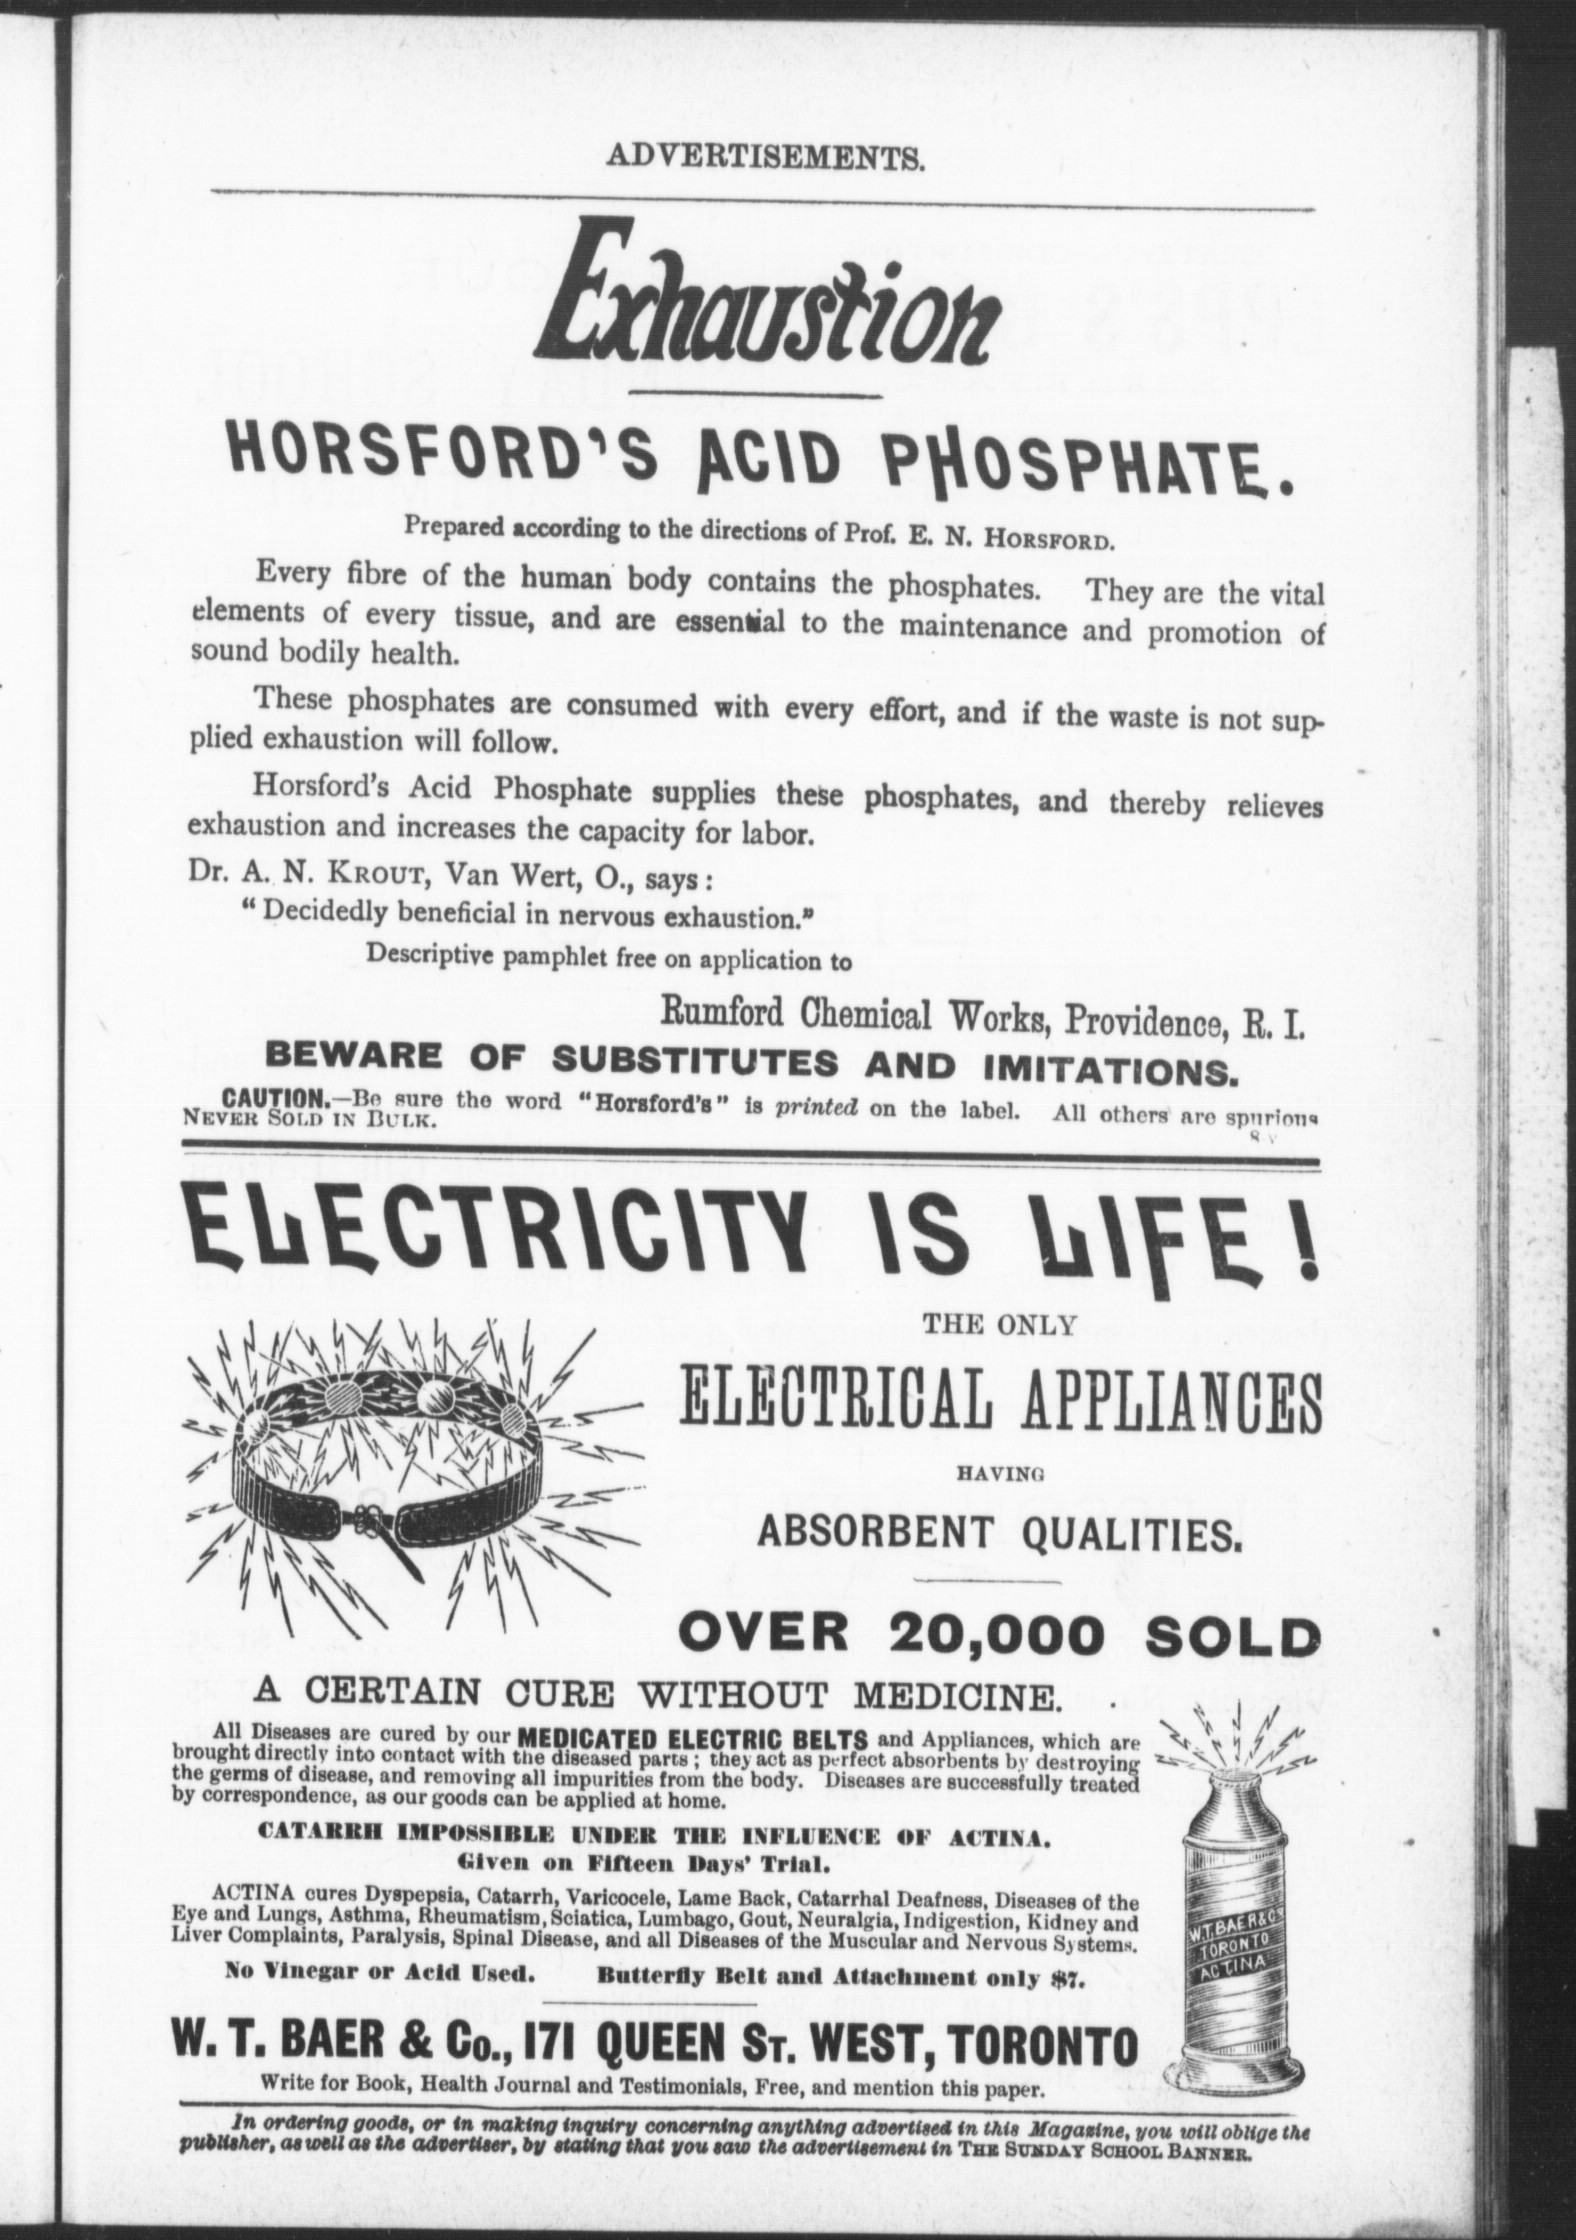 ADVERTISEMENTS.
Exhaustion
HORSFORD'S ACID PHOSPHATE.
Prepared according to the directions of Prof. E. N. HORSFORD.
Every fibre of the human body contains the phosphates. They are the vital
elements of every tissue, and are essential to the maintenance and promotion of
sound bodily health.
These phosphates are consumed with every effort, and if the waste is not sup-
plied exhaustion will follow.
Horsford's Acid Phosphate supplies these phosphates, and thereby relieves
exhaustion and increases the capacity for labor.
Dr. A. N. KROUT, Van Wert, O., says :
"Decidedly beneficial in nervous exhaustion."
Descriptive pamphlet free on application to
Rumford Chemical Works, Providence, R. I.
BEWARE OF SUBSTITUTES AND IMITATIONS.
CAUTION.—Be sure the word "Horsford's" is printed on the label. All others are spurious
NEVER SOLD IN BULK.
ELECTRICITY IS LIFE!
THE ONLY
ELECTRICAL APPLIANCES
HAVING
ABSORBENT QUALITIES.
OVER 20,000 SOLD
A CERTAIN CURE WITHOUT MEDICINE.
All Diseases are cured by our MEDICATED ELECTRIC BELTS and Appliances, which are
brought directly into contact with the diseased parts ; they act as perfect absorbents by destroying
the germs of disease, and removing all impurities from the body. Diseases are successfully treated
by correspondence, as our goods can be applied at home.
CATARRH IMPOSSIBLE UNDER THE INFLUENCE OF ACTINA.
Given on Fifteen Days' Trial.
ACTINA cures Dyspepsia, Catarrh, Varicocele, Lame Back, Catarrhal Deafness, Diseases of the
Eye and Lungs, Asthma, Rheumatism, Sciatica, Lumbago, Gout, Neuralgia, Indigestion, Kidney and
Liver Complaints, Paralysis, Spinal Disease, and all Diseases of the Muscular and Nervous Systems.
No Vinegar or Acid Used. Butterfly Belt and Attachment only $7.
W.T. BAER & Co
TORONTO
ACTINA
W. T. BAER & Co., 171 QUEEN ST. WEST, TORONTO
Write for Book, Health Journal and Testimonials, Free, and mention this paper.
In ordering goods, or in making inquiry concerning anything advertised in this Magazine, you will oblige the
publisher, as well as the advertiser, by stating that you saw the advertisement in THE SUNDAY SCHOOL BANNER.